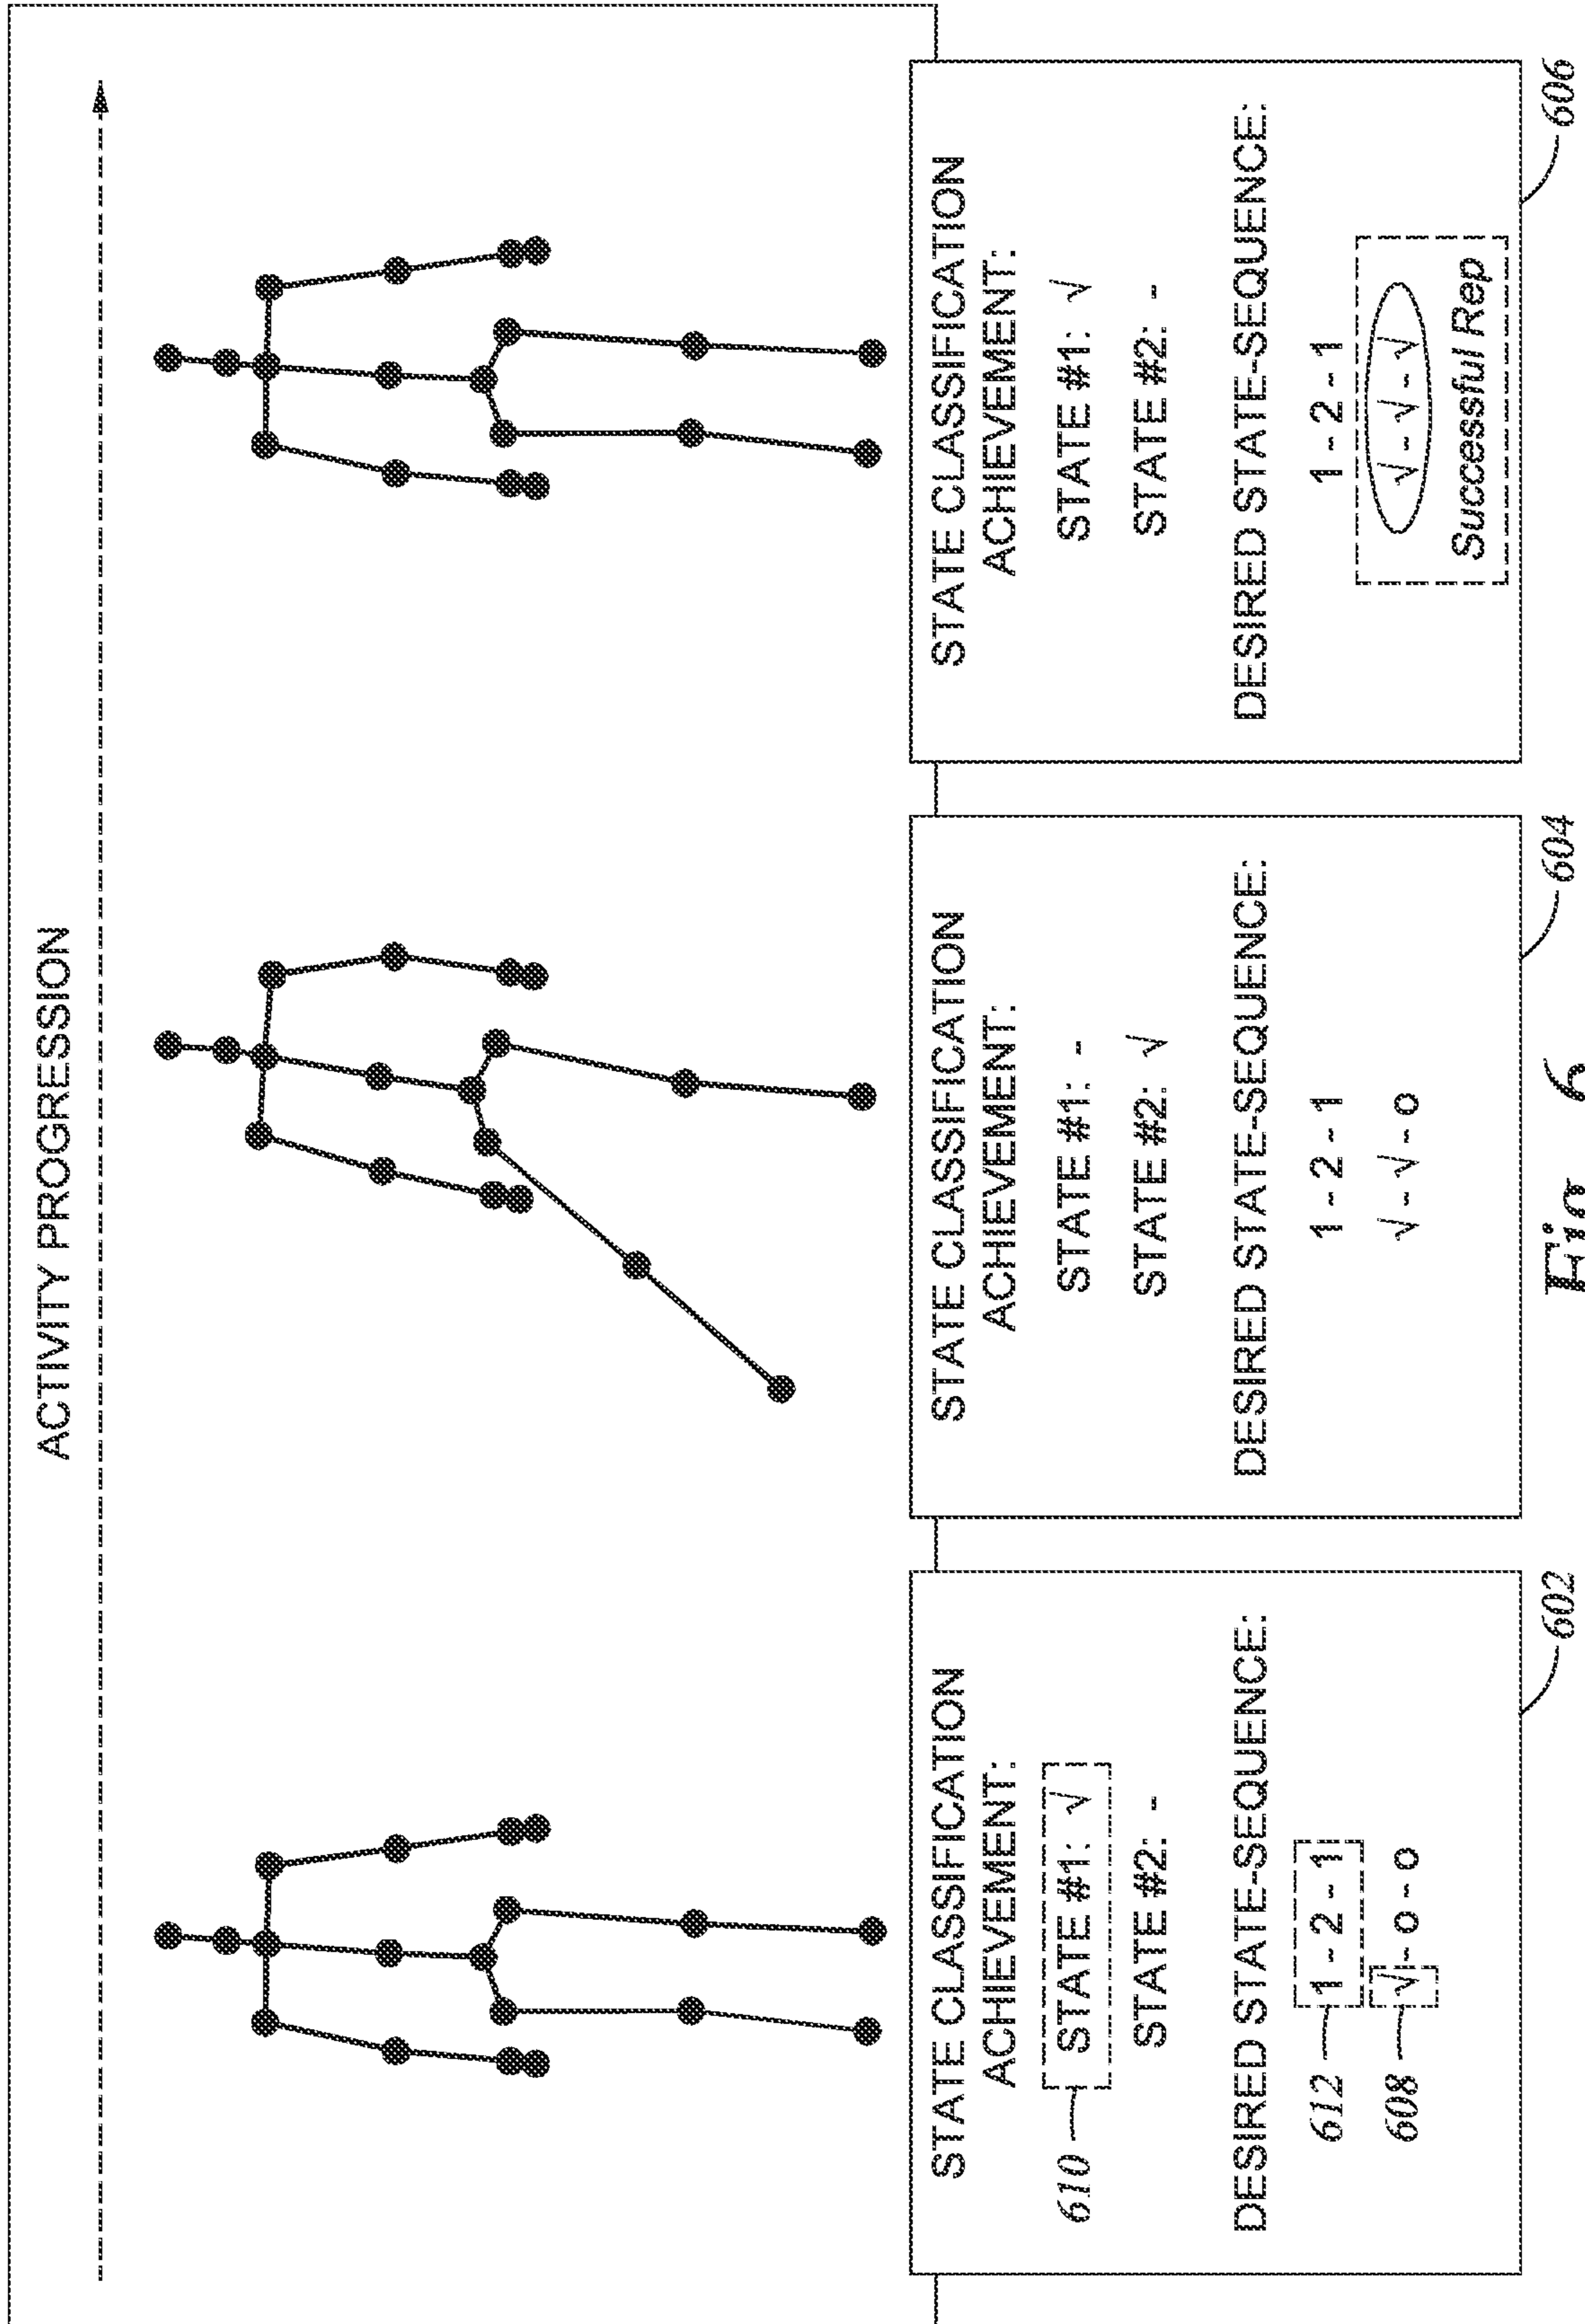 ACTIVITY PROGRESSION
STATE CLASSIFICATION
ACHIEVEMENT:
610
STATE #1: √
STATE #2: -
DESIRED STATE-SEQUENCE:
612
1 - 2 - 1
608
√ - o - o
602
STATE CLASSIFICATION
ACHIEVEMENT:
STATE #1: -
STATE #2: √
DESIRED STATE-SEQUENCE:
1 - 2 - 1
√ - √ - o
604
STATE CLASSIFICATION
ACHIEVEMENT:
STATE #1: √
STATE #2: -
DESIRED STATE-SEQUENCE:
1 - 2 - 1
√ - √ - √
Successful Rep
606
Fig. 6